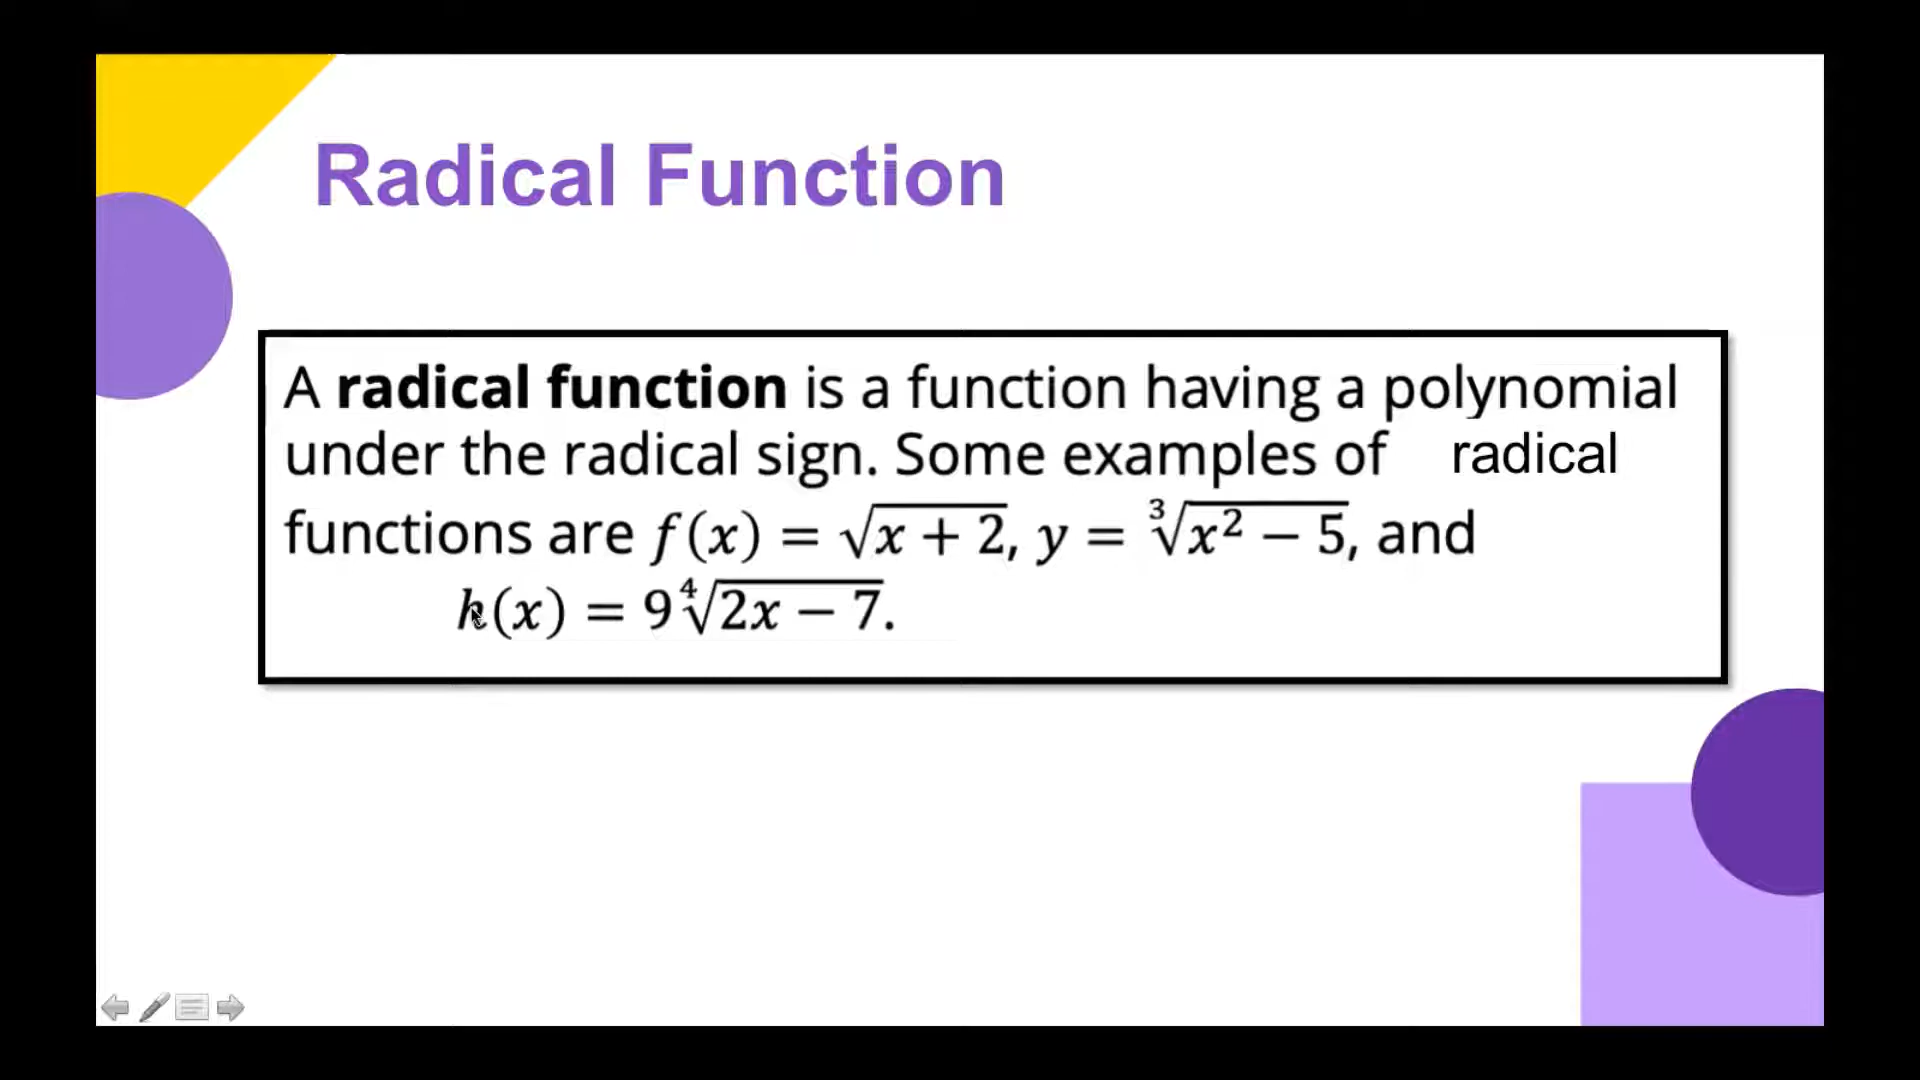 Radical Function
A radical function is a function having a polynomial
under the radical sign. Some examples of radical
functions are f(x) = √(x + 2), y = ∛(x² − 5), and
h(x) = 9∜(2x − 7).